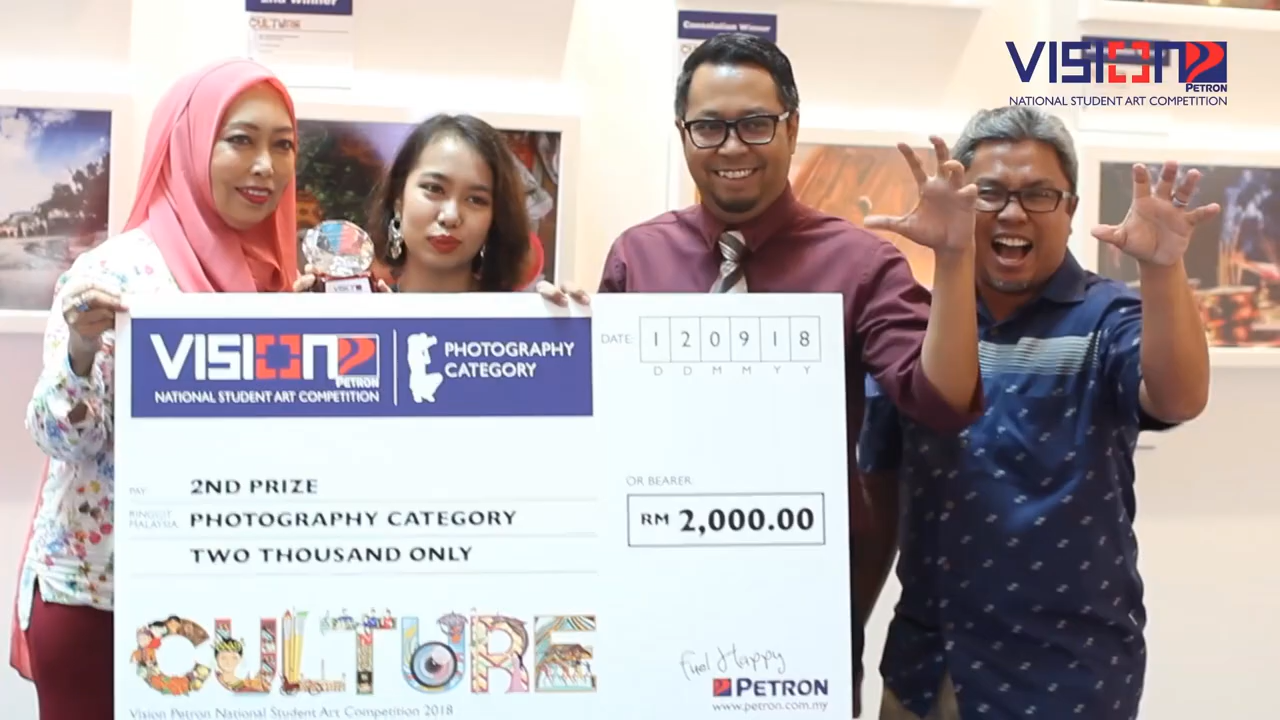 2nd Winner
CULTURE
Consolation Winner
VISION
PETRON
NATIONAL STUDENT ART COMPETITION
VISION
PETRON
NATIONAL STUDENT ART COMPETITION
PHOTOGRAPHY
CATEGORY
DATE: 1 2 0 9 1 8
D D M M Y Y
PAY 2ND PRIZE
RINGGIT
MALAYSIA PHOTOGRAPHY CATEGORY
TWO THOUSAND ONLY
OR BEARER
RM 2,000.00
CULTURE
Vision Petron National Student Art Competition 2018
Fuel Happy
PETRON
www.petron.com.my